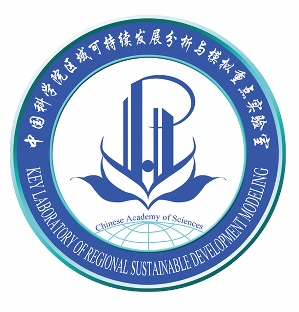 中国科学院区域可持续发展分析与模拟重点实验室
Chinese Academy of Sciences
KEY LABORATORY OF REGIONAL SUSTAINABLE DEVELOPMENT MODELING